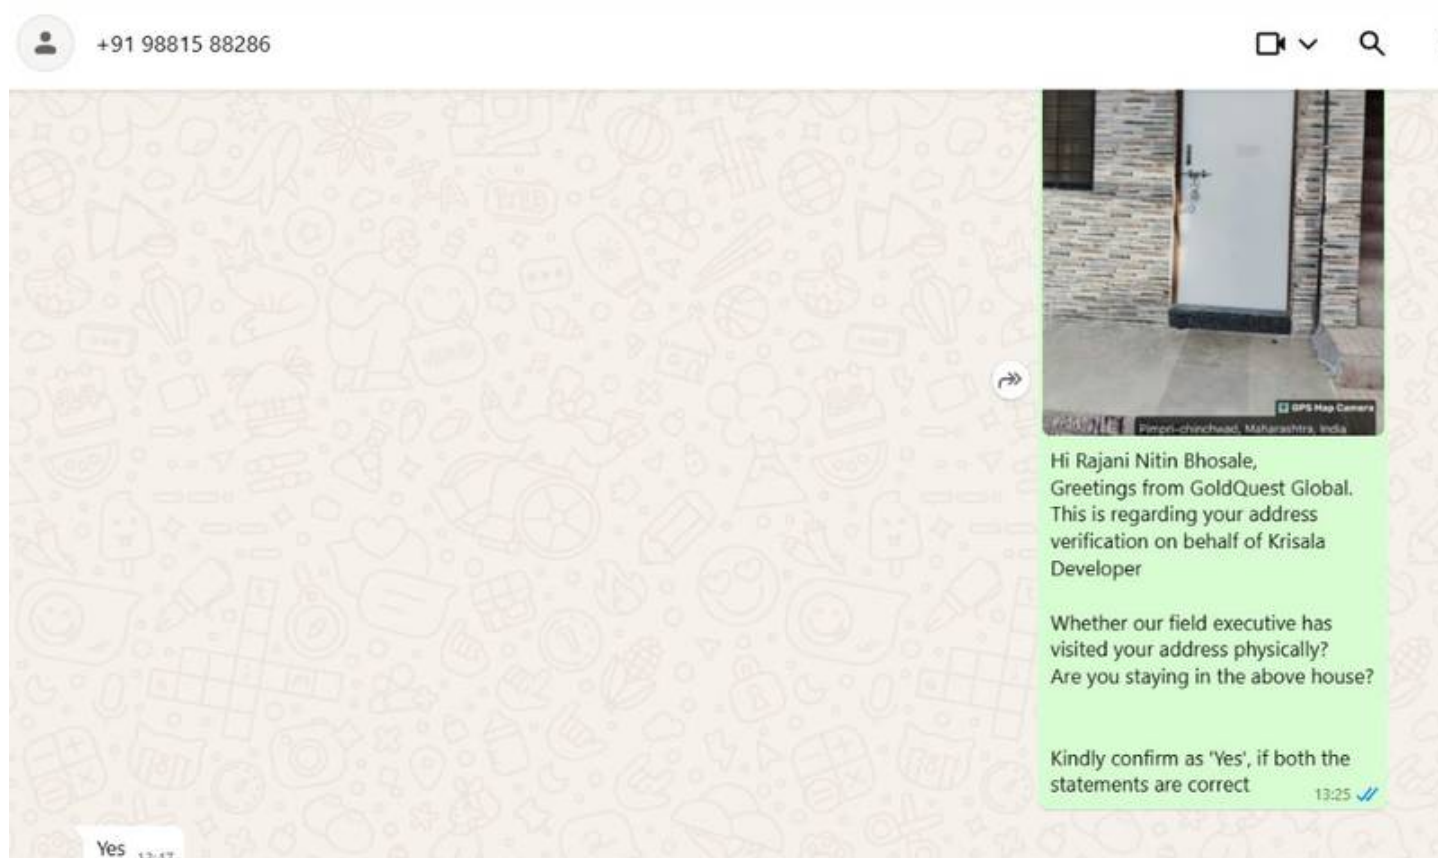 +91 98815 88286
GPS Map Camera
Pimpri-chinchwad, Maharashtra, India
Hi Rajani Nitin Bhosale,
Greetings from GoldQuest Global.
This is regarding your address
verification on behalf of Krisala
Developer
Whether our field executive has
visited your address physically?
Are you staying in the above house?
Kindly confirm as 'Yes', if both the
statements are correct
13:25
Yes